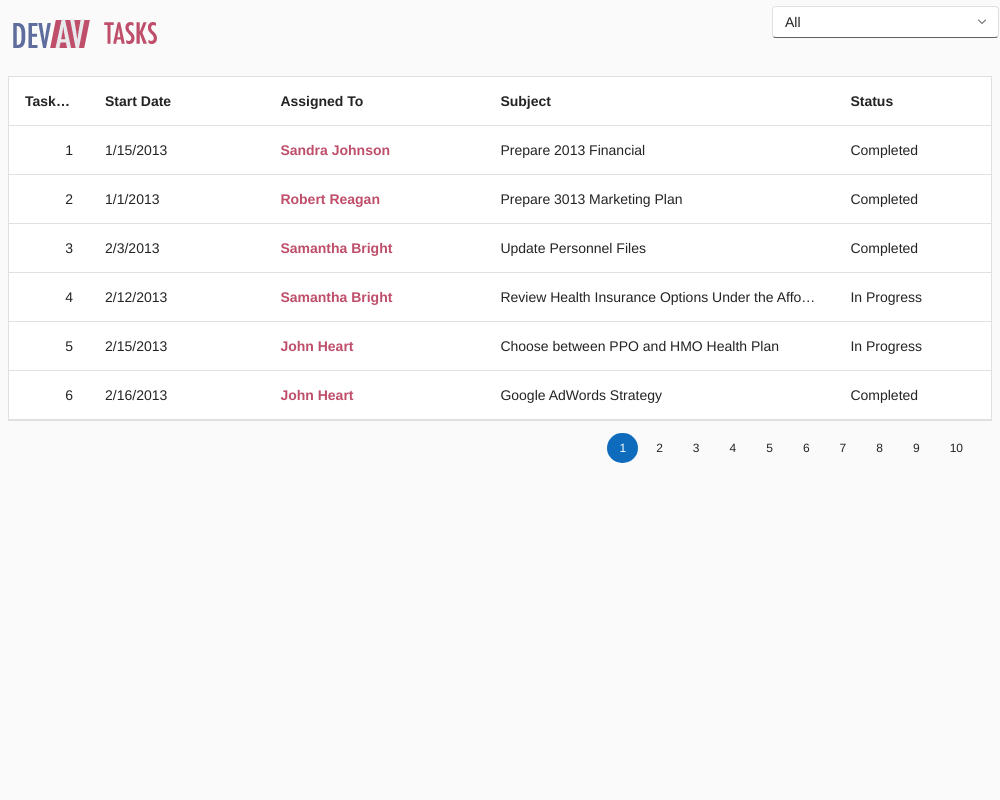 DEVAV TASKS
All
Task… Start Date Assigned To Subject Status
1 1/15/2013 Sandra Johnson Prepare 2013 Financial Completed
2 1/1/2013 Robert Reagan Prepare 3013 Marketing Plan Completed
3 2/3/2013 Samantha Bright Update Personnel Files Completed
4 2/12/2013 Samantha Bright Review Health Insurance Options Under the Affo… In Progress
5 2/15/2013 John Heart Choose between PPO and HMO Health Plan In Progress
6 2/16/2013 John Heart Google AdWords Strategy Completed
1 2 3 4 5 6 7 8 9 10